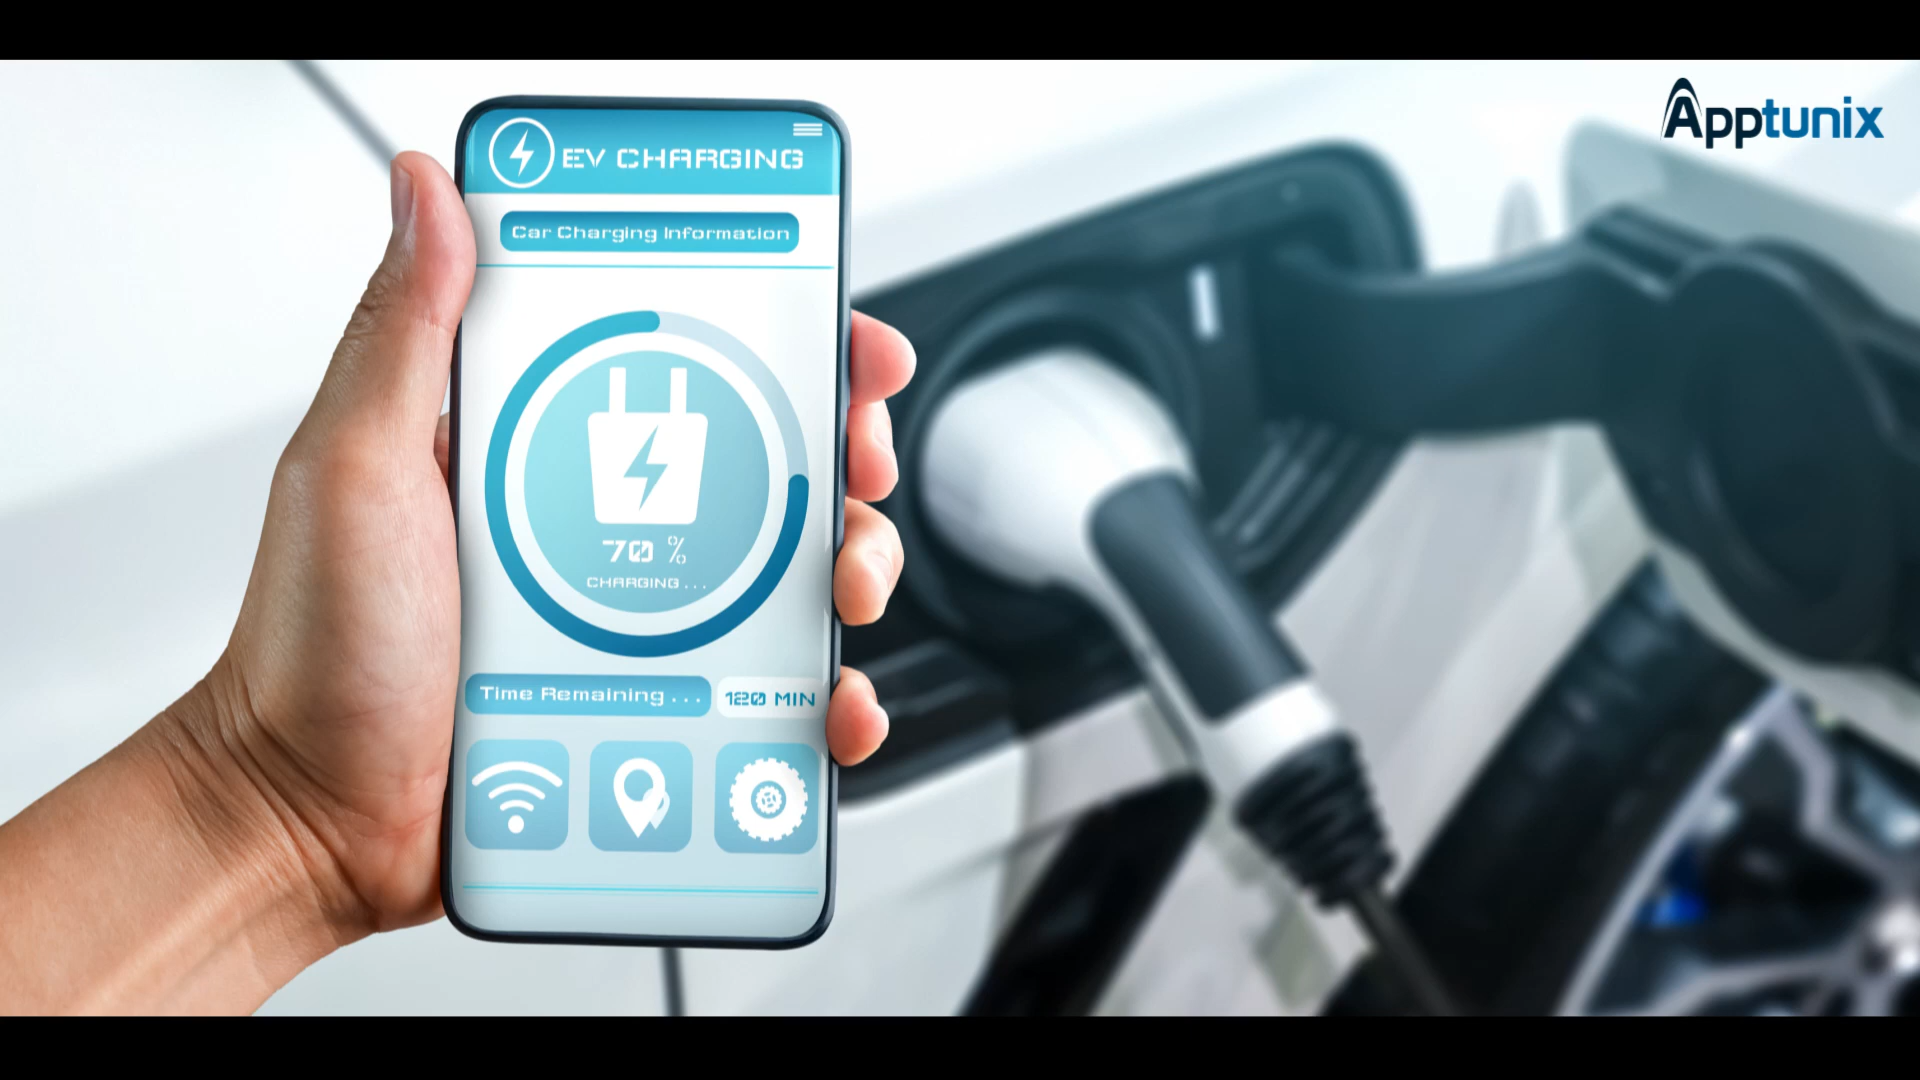 Apptunix
EV CHARGING
Car Charging Information
70 %
CHARGING...
Time Remaining... 120 MIN